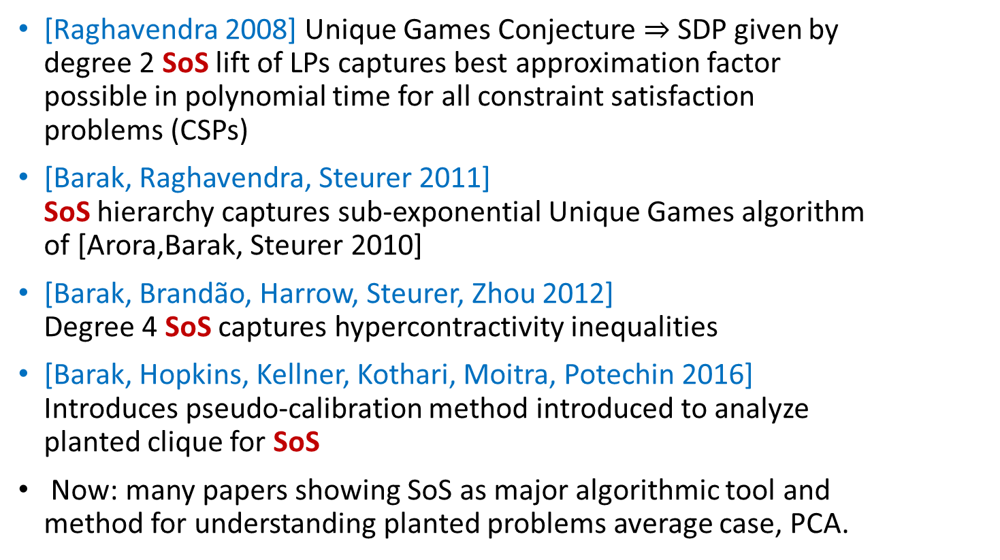 • [Raghavendra 2008] Unique Games Conjecture ⇒ SDP given by
degree 2 SoS lift of LPs captures best approximation factor
possible in polynomial time for all constraint satisfaction
problems (CSPs)
• [Barak, Raghavendra, Steurer 2011]
SoS hierarchy captures sub-exponential Unique Games algorithm
of [Arora,Barak, Steurer 2010]
• [Barak, Brandão, Harrow, Steurer, Zhou 2012]
Degree 4 SoS captures hypercontractivity inequalities
• [Barak, Hopkins, Kellner, Kothari, Moitra, Potechin 2016]
Introduces pseudo-calibration method introduced to analyze
planted clique for SoS
• Now: many papers showing SoS as major algorithmic tool and
method for understanding planted problems average case, PCA.